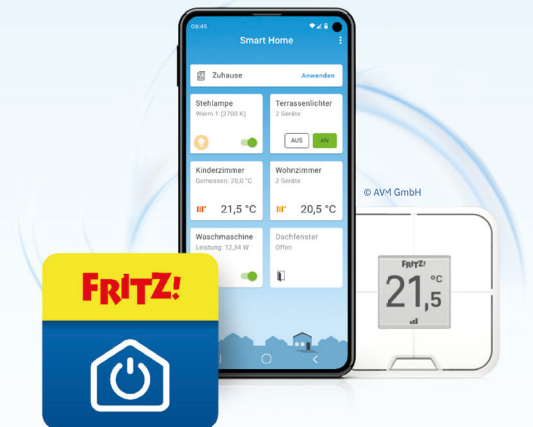 08:45
Smart Home
Zuhause
Anwenden
Stehlampe
Warm 1 (2700 K)
Terrassenlichter
2 Geräte
AUS
AN
Kinderzimmer
Gemessen: 20,0 °C
21,5 °C
Wohnzimmer
2 Geräte
20,5 °C
Waschmaschine
Leistung: 12,34 W
Dachfenster
Offen
© AVM GmbH
FRITZ!
21,5 °C
FRITZ!